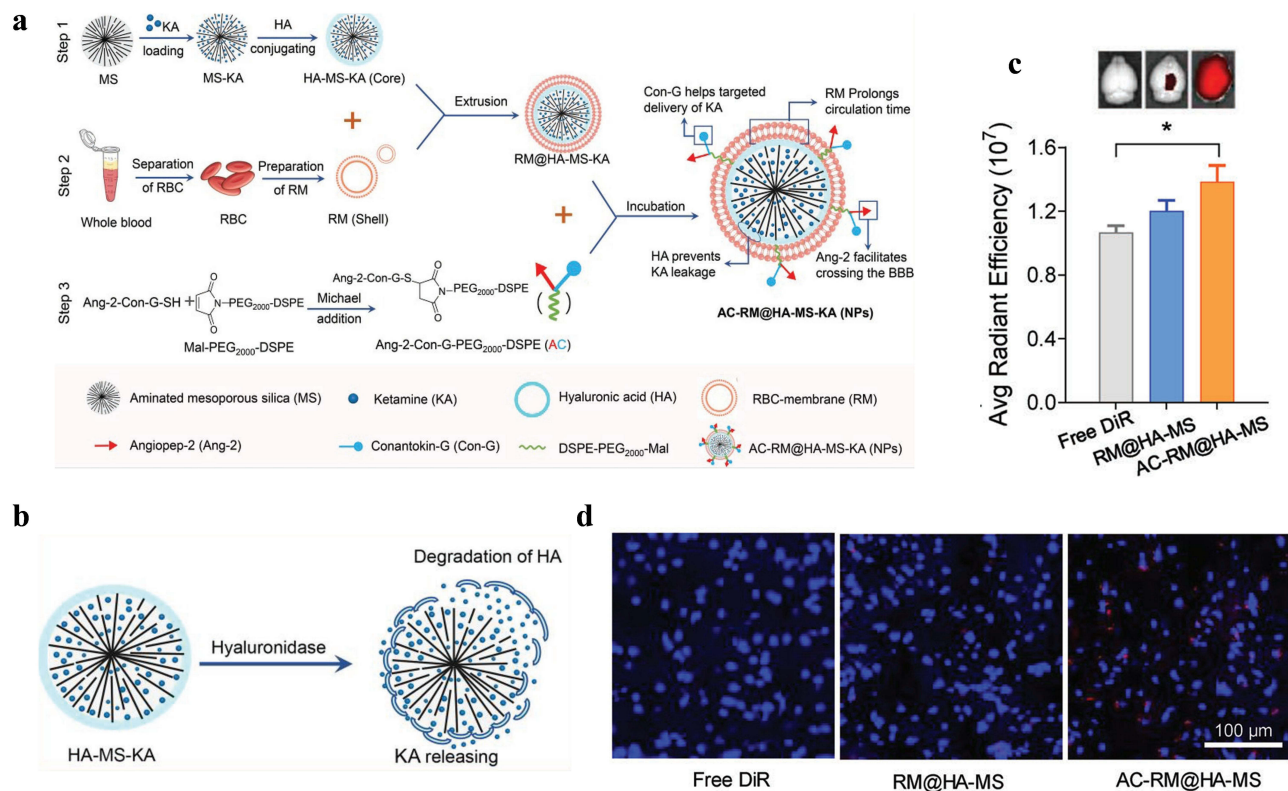 a
Step 1
KA
loading
HA
conjugating
MS
MS-KA
HA-MS-KA (Core)
Extrusion
RM@HA-MS-KA
Step 2
Separation
of RBC
Preparation
of RM
Whole blood
RBC
RM (Shell)
Incubation
Step 3
Ang-2-Con-G-SH
+
O
N
O
-PEG2000-DSPE
Mal-PEG2000-DSPE
Michael
addition
Ang-2-Con-G-S
O
N
O
-PEG2000-DSPE
Ang-2-Con-G-PEG2000-DSPE (AC)
Con-G helps targeted
delivery of KA
RM Prolongs
circulation time
HA prevents
KA leakage
Ang-2 facilitates
crossing the BBB
AC-RM@HA-MS-KA (NPs)
Aminated mesoporous silica (MS)
Ketamine (KA)
Hyaluronic acid (HA)
RBC-membrane (RM)
Angiopep-2 (Ang-2)
Conantokin-G (Con-G)
DSPE-PEG2000-Mal
AC-RM@HA-MS-KA (NPs)
c
*
Avg Radiant Efficiency (10⁷)
1.6
1.2
0.8
0.4
0.0
Free DiR
RM@HA-MS
AC-RM@HA-MS
b
Degradation of HA
Hyaluronidase
HA-MS-KA
KA releasing
d
100 µm
Free DiR
RM@HA-MS
AC-RM@HA-MS